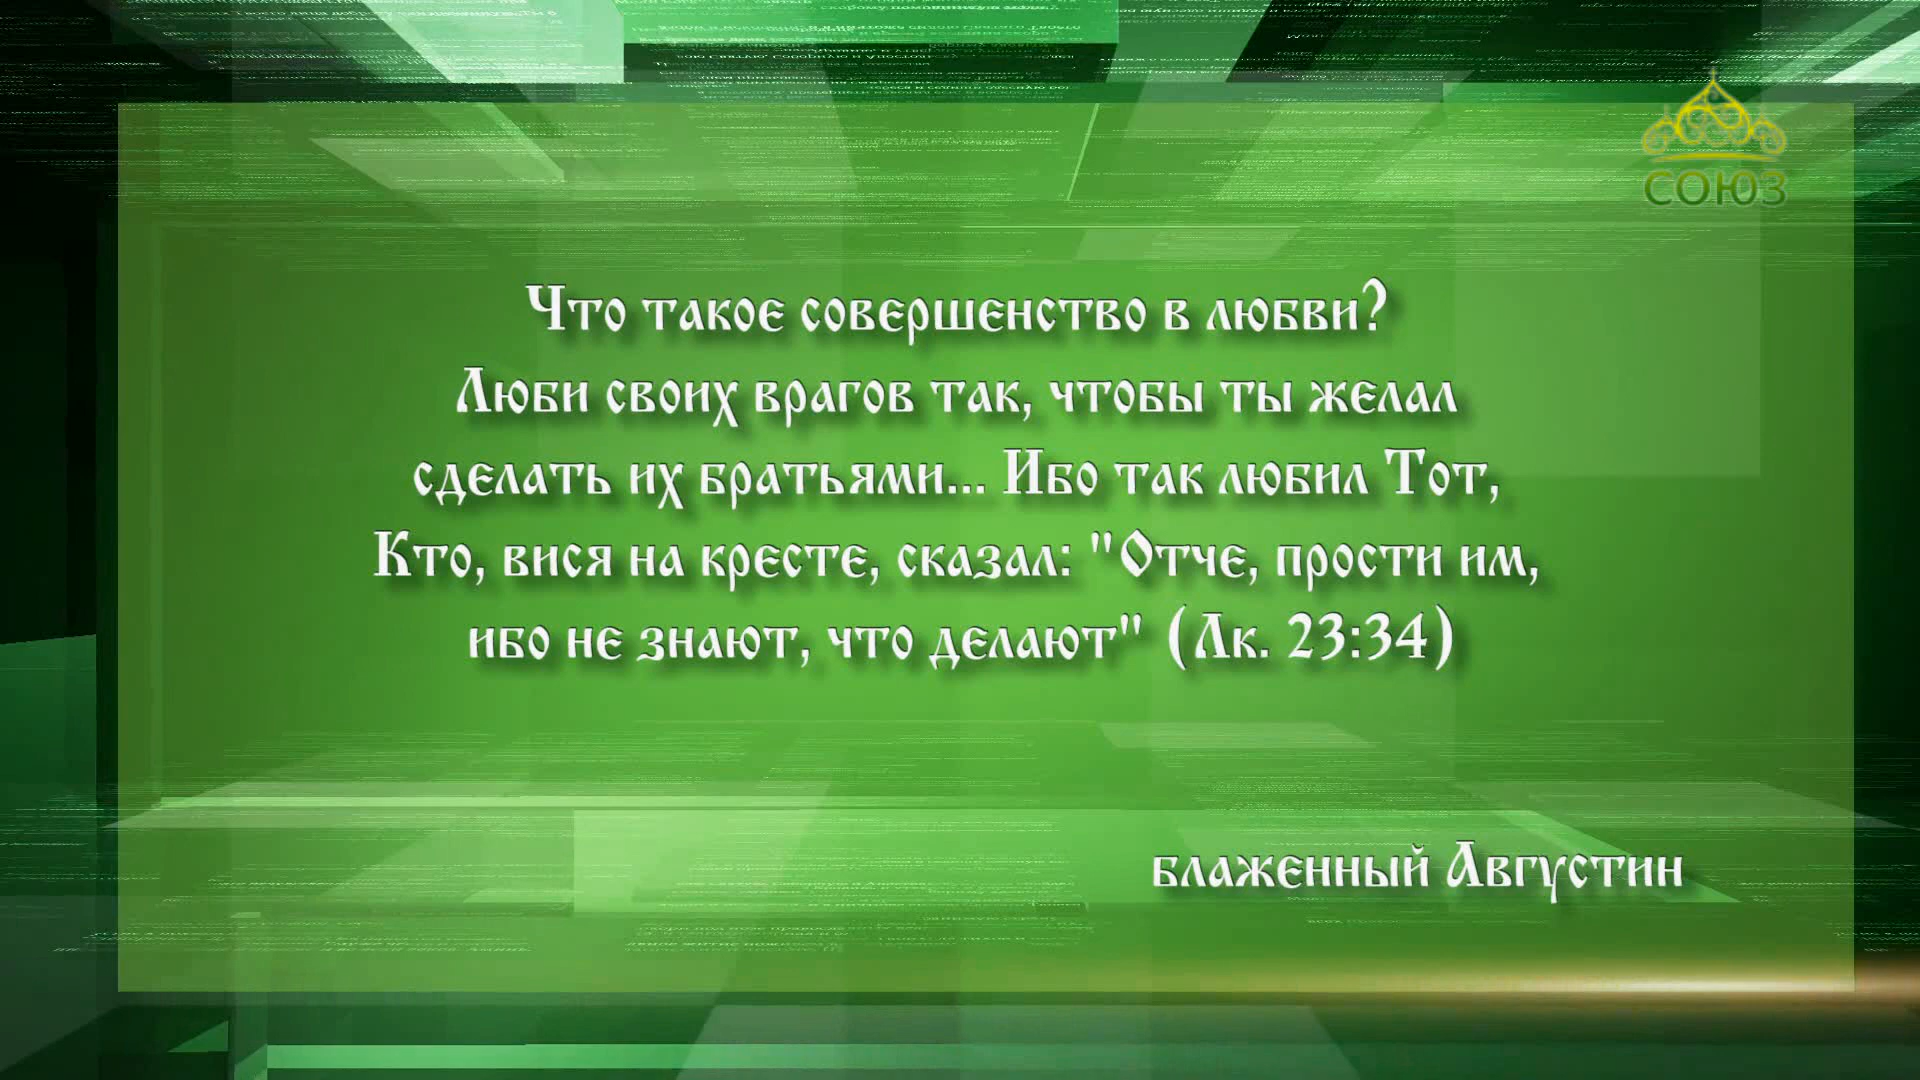 СОЮЗ
Что такое совершенство в любви?
Люби своих врагов так, чтобы ты желал
сделать их братьями... Ибо так любил Тот,
Кто, вися на кресте, сказал: "Отче, прости им,
ибо не знают, что делают" (Лк. 23:34)
блаженный Августин